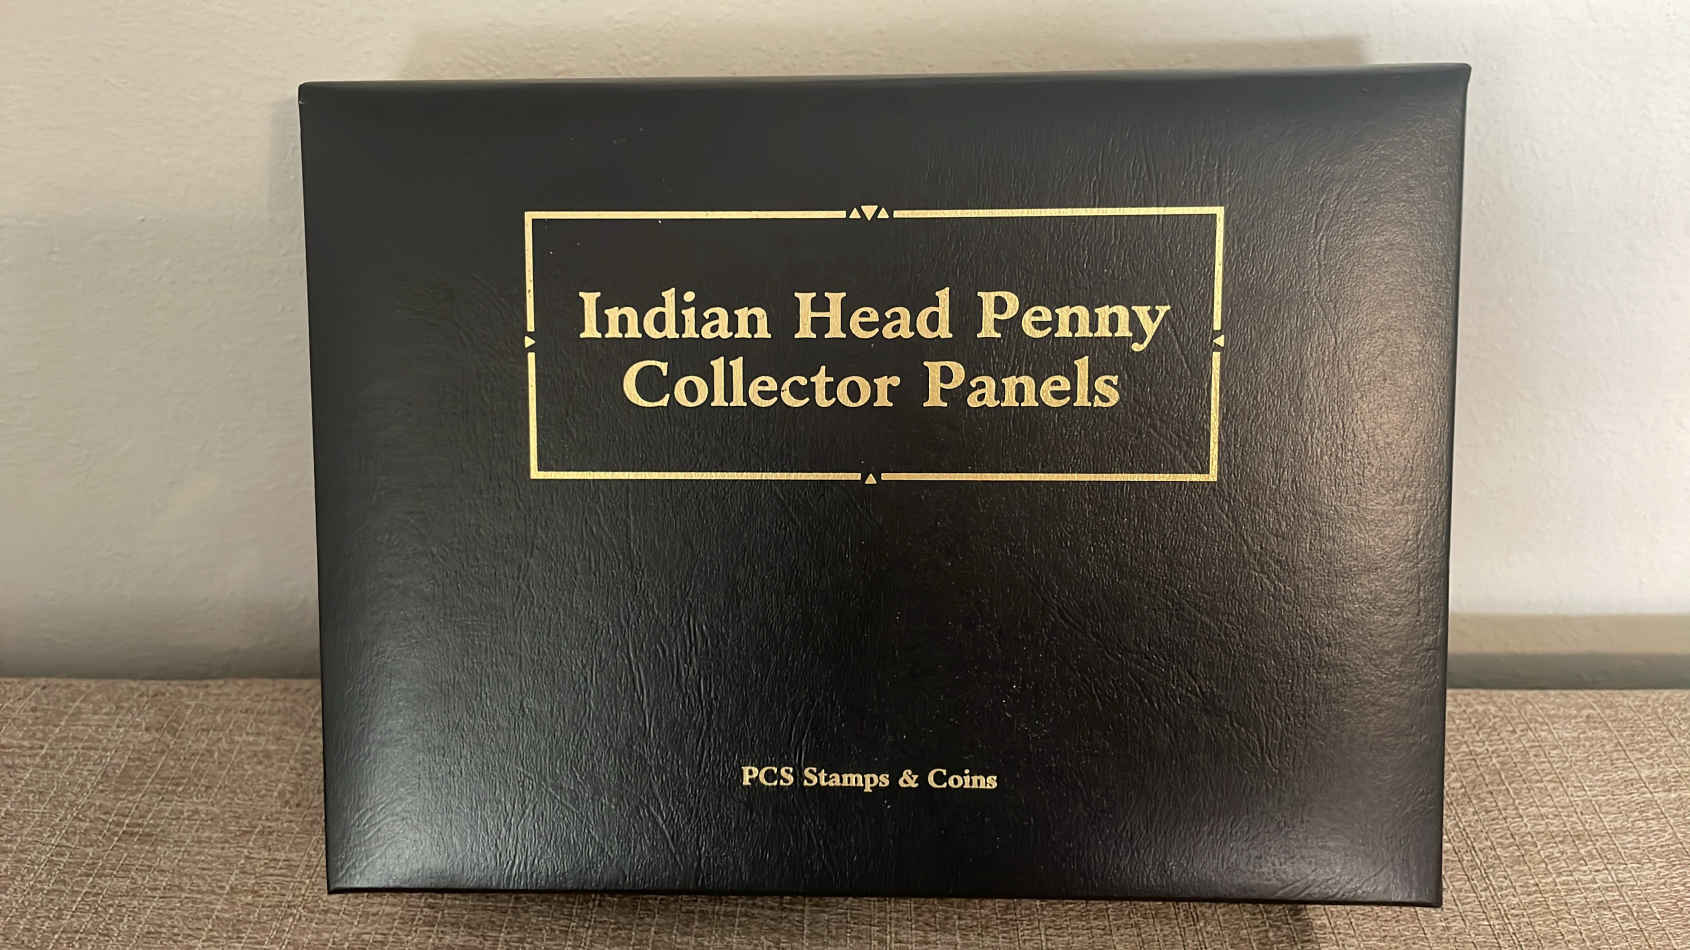 Indian Head Penny
Collector Panels
PCS Stamps & Coins